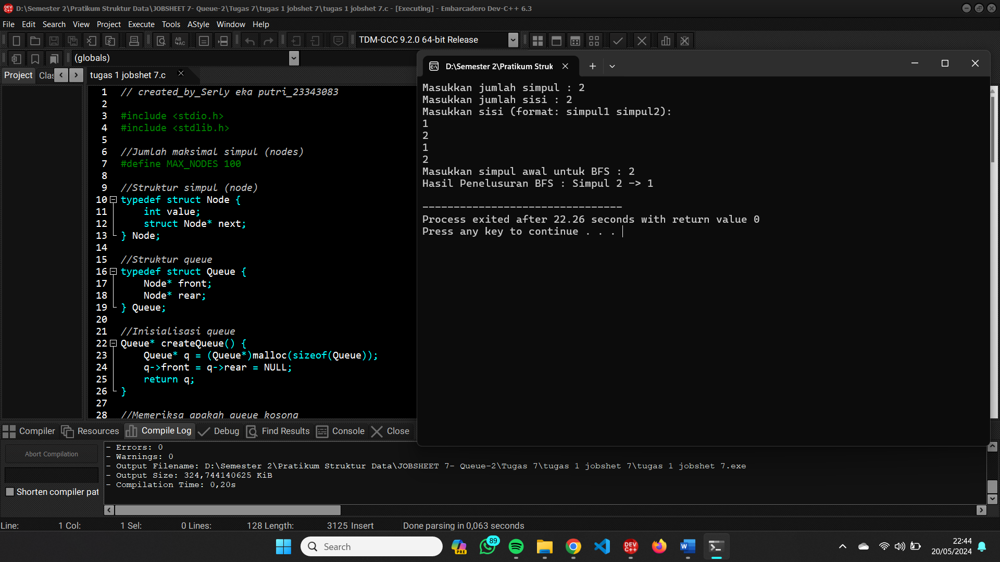 D:\Semester 2\Pratikum Struktur Data\JOBSHEET 7- Queue-2\Tugas 7\tugas 1 jobshet 7\tugas 1 jobshet 7.c - [Executing] - Embarcadero Dev-C++ 6.3
File Edit Search View Project Execute Tools AStyle Window Help
TDM-GCC 9.2.0 64-bit Release
(globals)
Project Clas tugas 1 jobshet 7.c
1 // created_by_Serly eka putri_23343083
2
3 #include <stdio.h>
4 #include <stdlib.h>
5
6 //Jumlah maksimal simpul (nodes)
7 #define MAX_NODES 100
8
9 //Struktur simpul (node)
10 typedef struct Node {
11 int value;
12 struct Node* next;
13 } Node;
14
15 //Struktur queue
16 typedef struct Queue {
17 Node* front;
18 Node* rear;
19 } Queue;
20
21 //Inisialisasi queue
22 Queue* createQueue() {
23 Queue* q = (Queue*)malloc(sizeof(Queue));
24 q->front = q->rear = NULL;
25 return q;
26 }
27
28 //Memeriksa apakah queue kosong
D:\Semester 2\Pratikum Struk
Masukkan jumlah simpul : 2
Masukkan jumlah sisi : 2
Masukkan sisi (format: simpul1 simpul2):
1
2
1
2
Masukkan simpul awal untuk BFS : 2
Hasil Penelusuran BFS : Simpul 2 -> 1
--------------------------------
Process exited after 22.26 seconds with return value 0
Press any key to continue . . .
Compiler Resources Compile Log Debug Find Results Console Close
Abort Compilation
Shorten compiler pat
- Errors: 0
- Warnings: 0
- Output Filename: D:\Semester 2\Pratikum Struktur Data\JOBSHEET 7- Queue-2\Tugas 7\tugas 1 jobshet 7\tugas 1 jobshet 7.exe
- Output Size: 324,744140625 KiB
- Compilation Time: 0,20s
Line: 1 Col: 1 Sel: 0 Lines: 128 Length: 3125 Insert Done parsing in 0,063 seconds
Search
PRE
89
DEV C++
22:44
20/05/2024